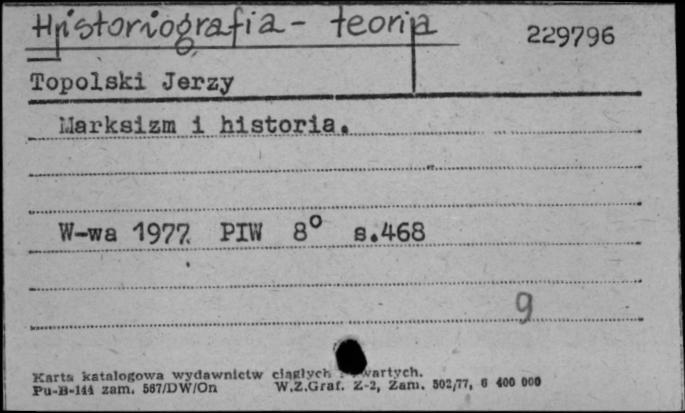 Historiografia - teoria
229796
Topolski Jerzy
Marksizm i historia.
W-wa 1977. PIW 8° s.468
9
Karta katalogowa wydawnictw ciągłych wartych.
Pu-B-144 zam. 567/DW/On W.Z.Graf. Z-2, Zam. 502/77, 6 400 000